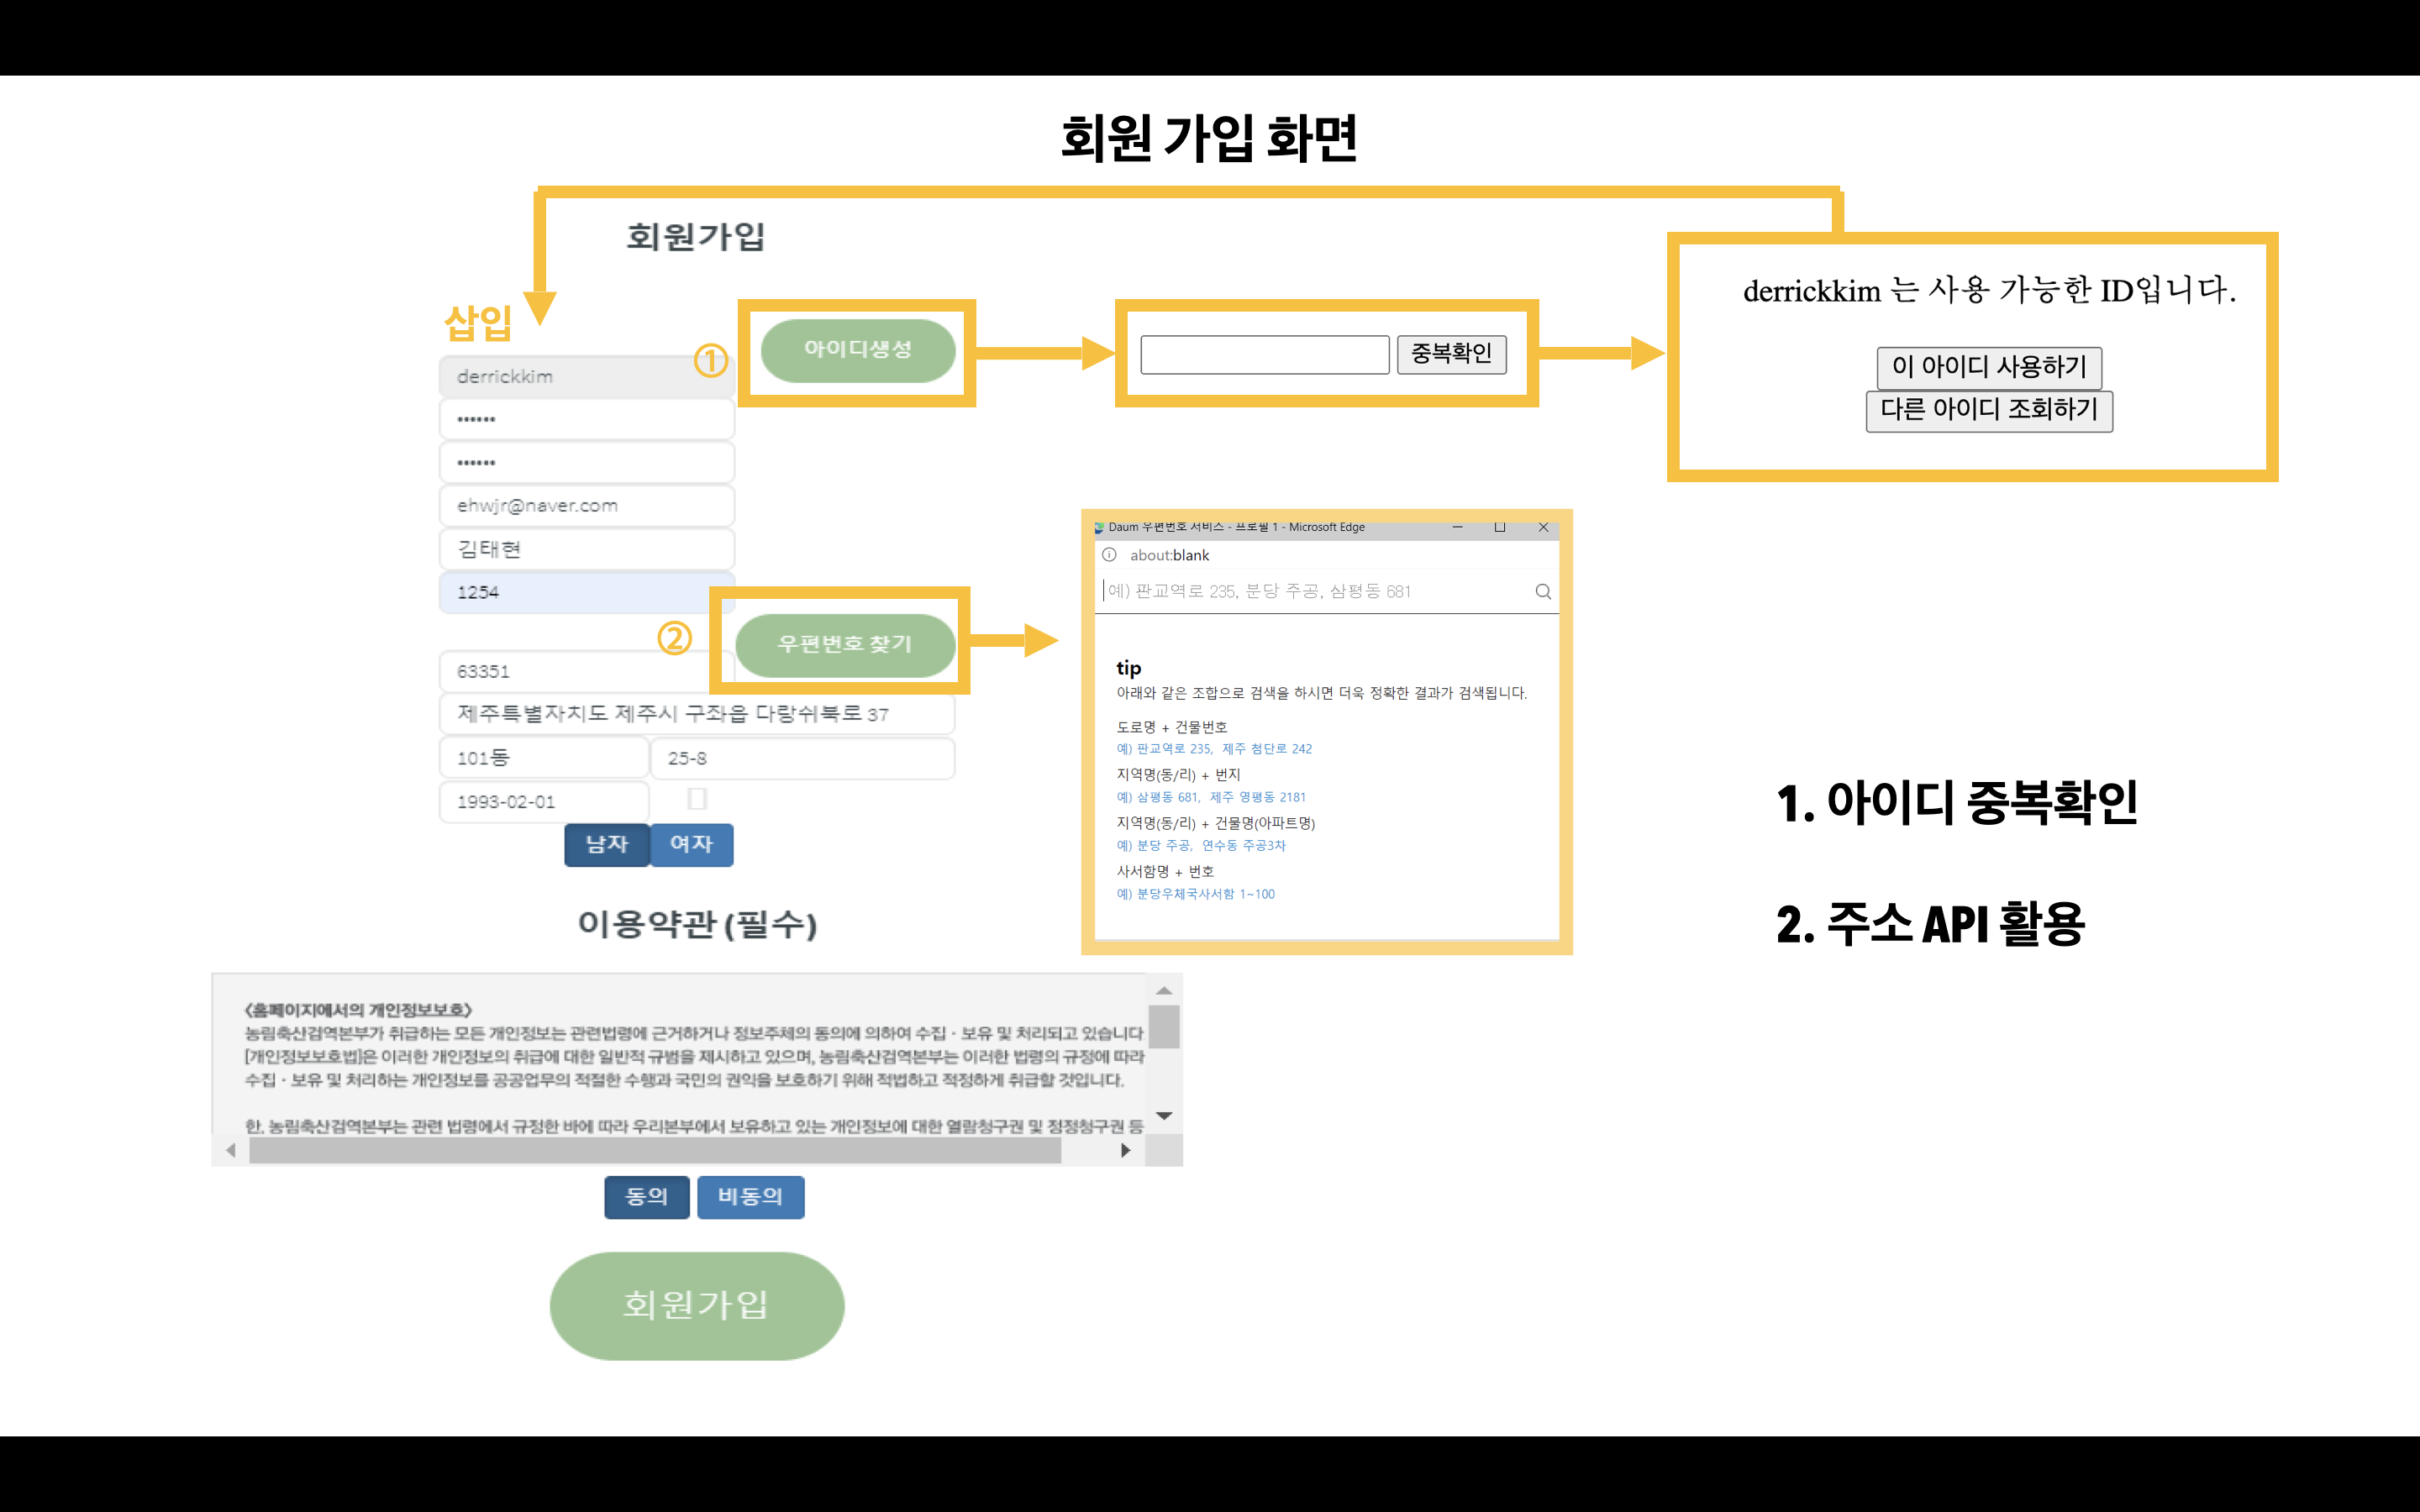 회원 가입 화면
회원가입
삽입
①
아이디생성
중복확인
derrickkim 는 사용 가능한 ID입니다.
이 아이디 사용하기
다른 아이디 조회하기
derrickkim
••••••
••••••
ehwjr@naver.com
김태현
1254
②
우편번호 찾기
63351
제주특별자치도 제주시 구좌읍 다랑쉬북로 37
101동
25-8
1993-02-01
남자
여자
Daum 우편번호 서비스 - 프로필 1 - Microsoft Edge
about:blank
예) 판교역로 235, 분당 주공, 삼평동 681
tip
아래와 같은 조합으로 검색을 하시면 더욱 정확한 결과가 검색됩니다.
도로명 + 건물번호
예) 판교역로 235, 제주 첨단로 242
지역명(동/리) + 번지
예) 삼평동 681, 제주 영평동 2181
지역명(동/리) + 건물명(아파트명)
예) 분당 주공, 연수동 주공3차
사서함명 + 번호
예) 분당우체국사서함 1~100
1. 아이디 중복확인
2. 주소 API 활용
이용약관 (필수)
<홈페이지에서의 개인정보보호>
농림축산검역본부가 취급하는 모든 개인정보는 관련법령에 근거하거나 정보주체의 동의에 의하여 수집 · 보유 및 처리되고 있습니다
[개인정보보호법]은 이러한 개인정보의 취급에 대한 일반적 규범을 제시하고 있으며, 농림축산검역본부는 이러한 법령의 규정에 따라
수집 · 보유 및 처리하는 개인정보를 공공업무의 적절한 수행과 국민의 권익을 보호하기 위해 적법하고 적정하게 취급할 것입니다.
한, 농림축산검역본부는 관련 법령에서 규정한 바에 따라 우리본부에서 보유하고 있는 개인정보에 대한 열람청구권 및 정정청구권 등
동의
비동의
회원가입